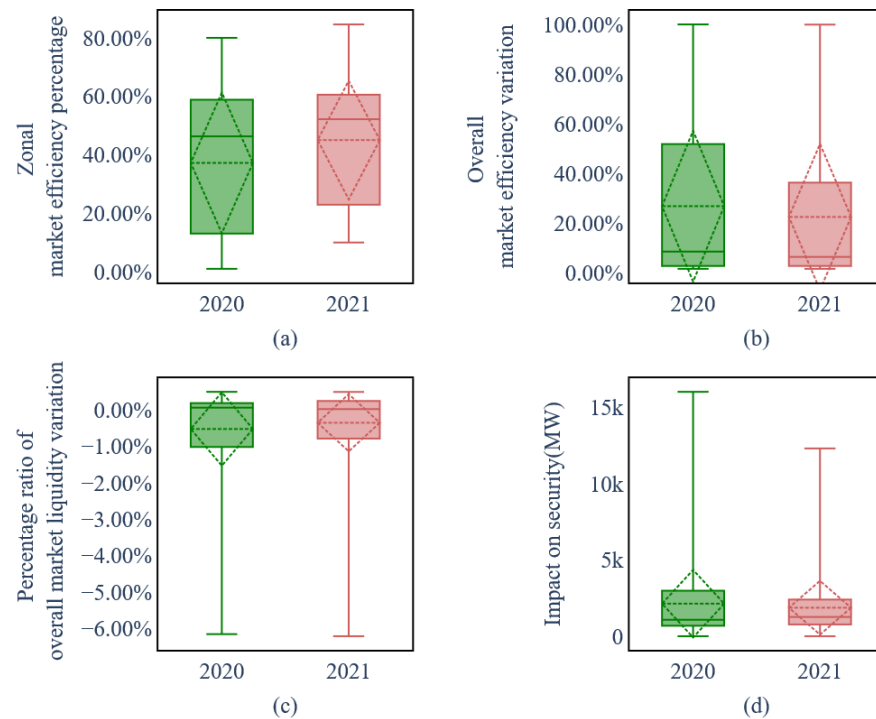 Zonal
market efficiency percentage
80.00%
60.00%
40.00%
20.00%
0.00%
2020
2021
(a)
Overall
market efficiency variation
100.00%
80.00%
60.00%
40.00%
20.00%
0.00%
2020
2021
(b)
Percentage ratio of
overall market liquidity variation
0.00%
−1.00%
−2.00%
−3.00%
−4.00%
−5.00%
−6.00%
2020
2021
(c)
Impact on security(MW)
15k
10k
5k
0
2020
2021
(d)